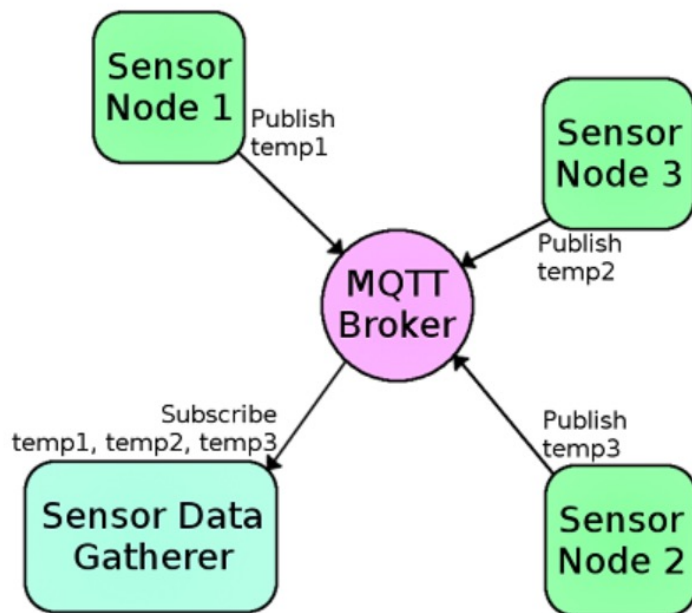 Sensor
Node 1
Publish
temp1
Sensor
Node 3
Publish
temp2
MQTT
Broker
Subscribe
temp1, temp2, temp3
Publish
temp3
Sensor Data
Gatherer
Sensor
Node 2